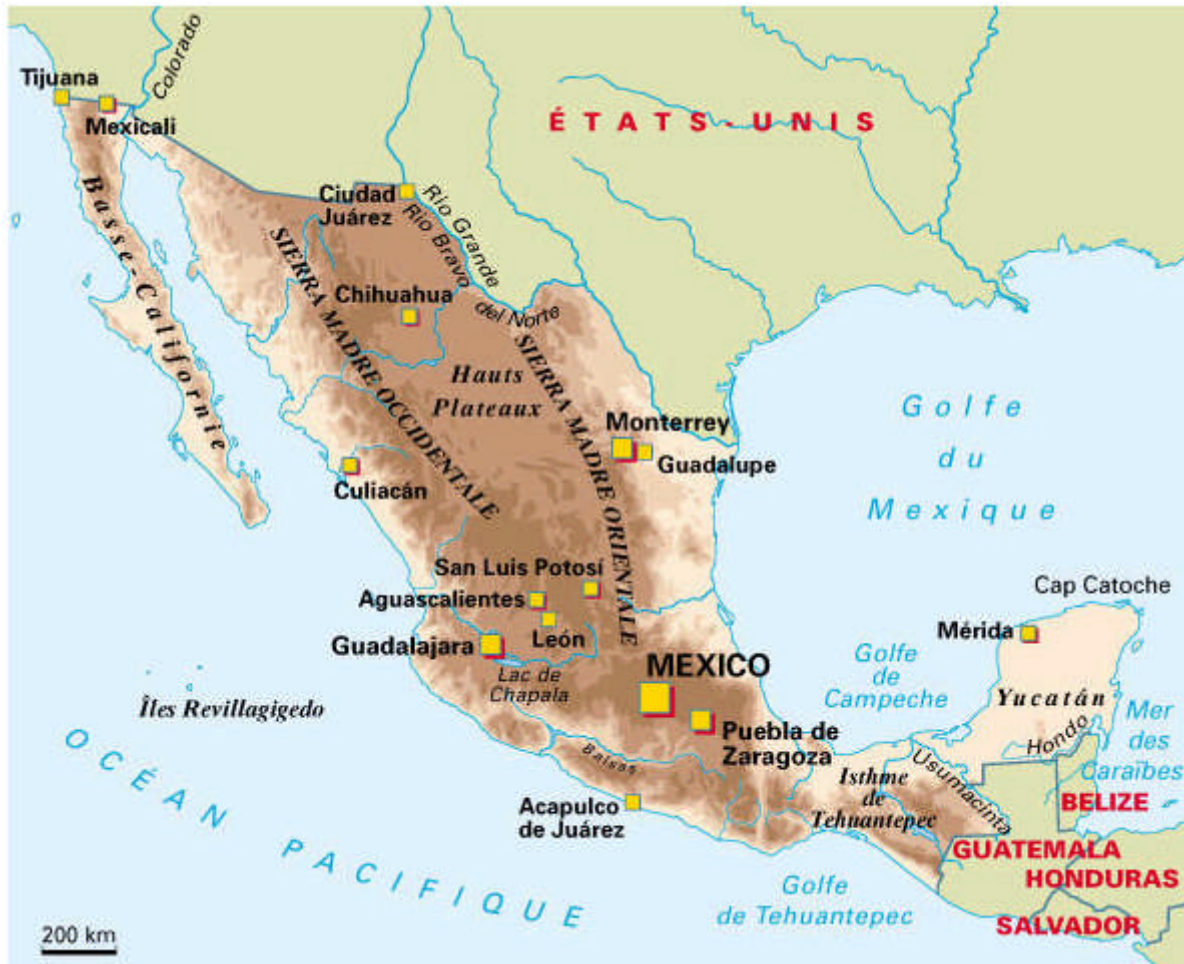 Tijuana
Mexicali
Colorado
ÉTATS-UNIS
Basse-Californie
Ciudad
Juárez
Río Grande
Río Bravo
del Norte
SIERRA MADRE OCCIDENTALE
Chihuahua
SIERRA MADRE ORIENTALE
Hauts
Plateaux
Monterrey
Guadalupe
Golfe
du
Mexique
Culiacán
San Luis Potosí
Aguascalientes
León
Guadalajara
Lac de
Chapala
MEXICO
Puebla de
Zaragoza
Cap Catoche
Mérida
Golfe
de
Campeche
Yucatán
Hondo
Mer
des
Caraïbes
Îles Revillagigedo
Balsas
Isthme
de
Tehuantepec
Usumacinta
BELIZE
Acapulco
de Juárez
GUATEMALA
HONDURAS
SALVADOR
OCÉAN PACIFIQUE
Golfe
de Tehuantepec
200 km